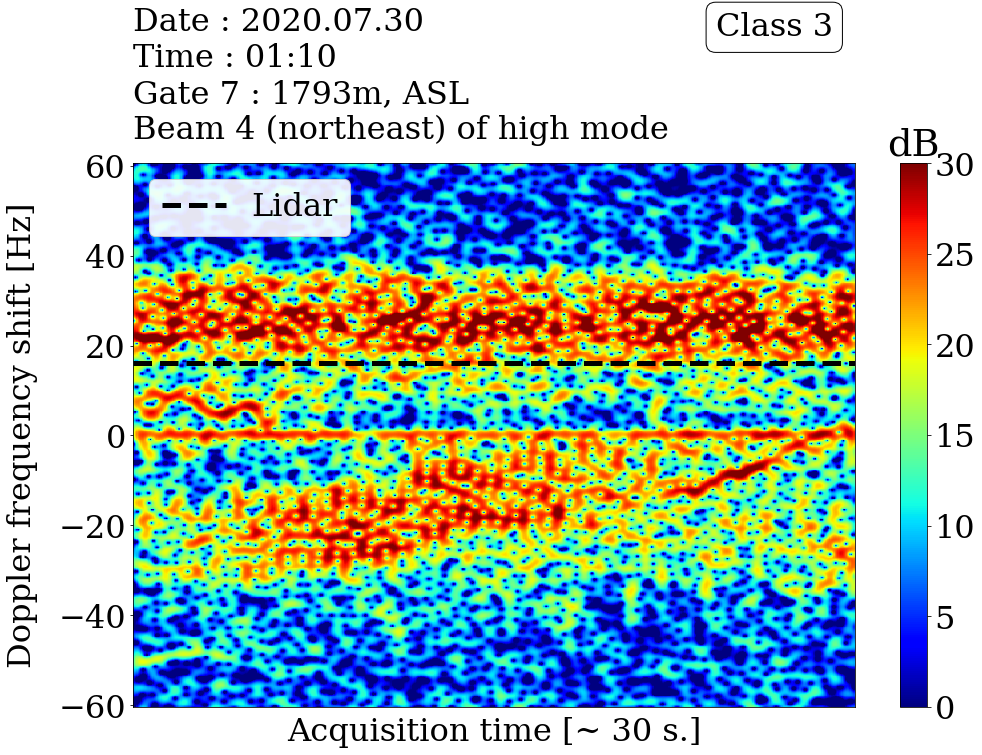 Date : 2020.07.30
Time : 01:10
Gate 7 : 1793m, ASL
Beam 4 (northeast) of high mode
Class 3
dB
Lidar
Doppler frequency shift [Hz]
60
40
20
0
−20
−40
−60
Acquisition time [~ 30 s.]
30
25
20
15
10
5
0